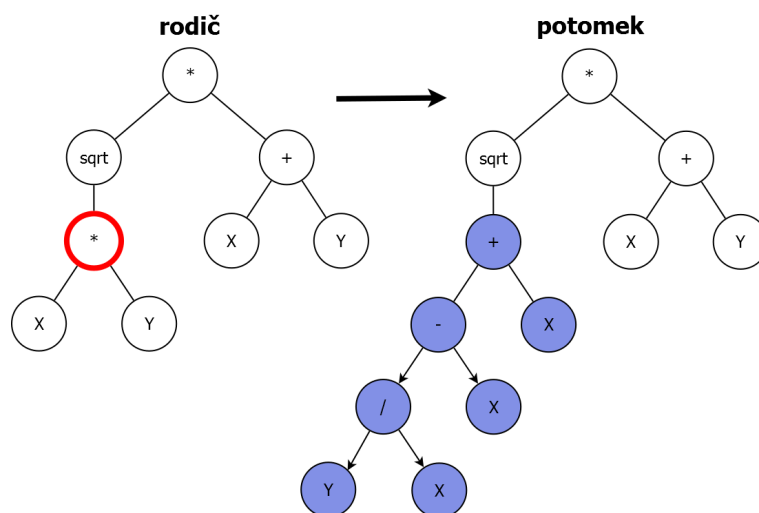 rodič potomek
* *
sqrt + sqrt +
* X Y + X Y
X Y - X
/ X
Y X